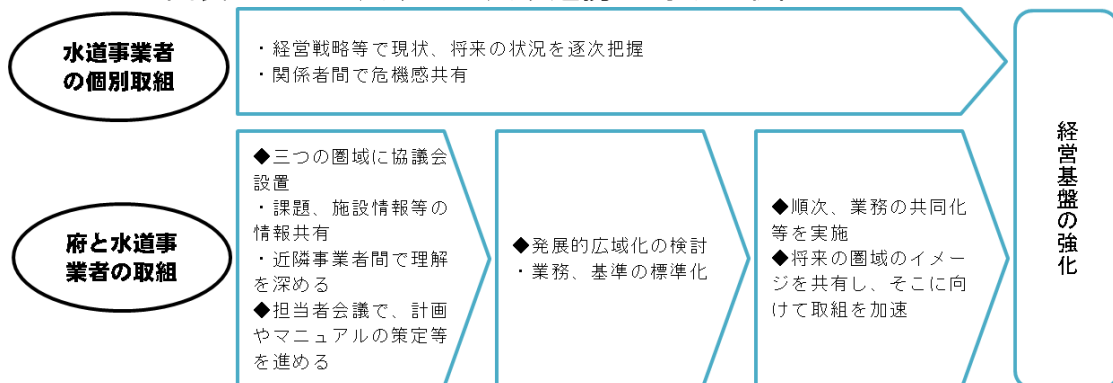 水道事業者
の個別取組
・経営戦略等で現状、将来の状況を逐次把握
・関係者間で危機感共有
府と水道事
業者の取組
◆三つの圏域に協議会
設置
・課題、施設情報等の
情報共有
・近隣事業者間で理解
を深める
◆担当者会議で、計画
やマニュアルの策定等
を進める
◆発展的広域化の検討
・業務、基準の標準化
◆順次、業務の共同化
等を実施
◆将来の圏域のイメー
ジを共有し、そこに向
けて取組を加速
経営基盤の強化